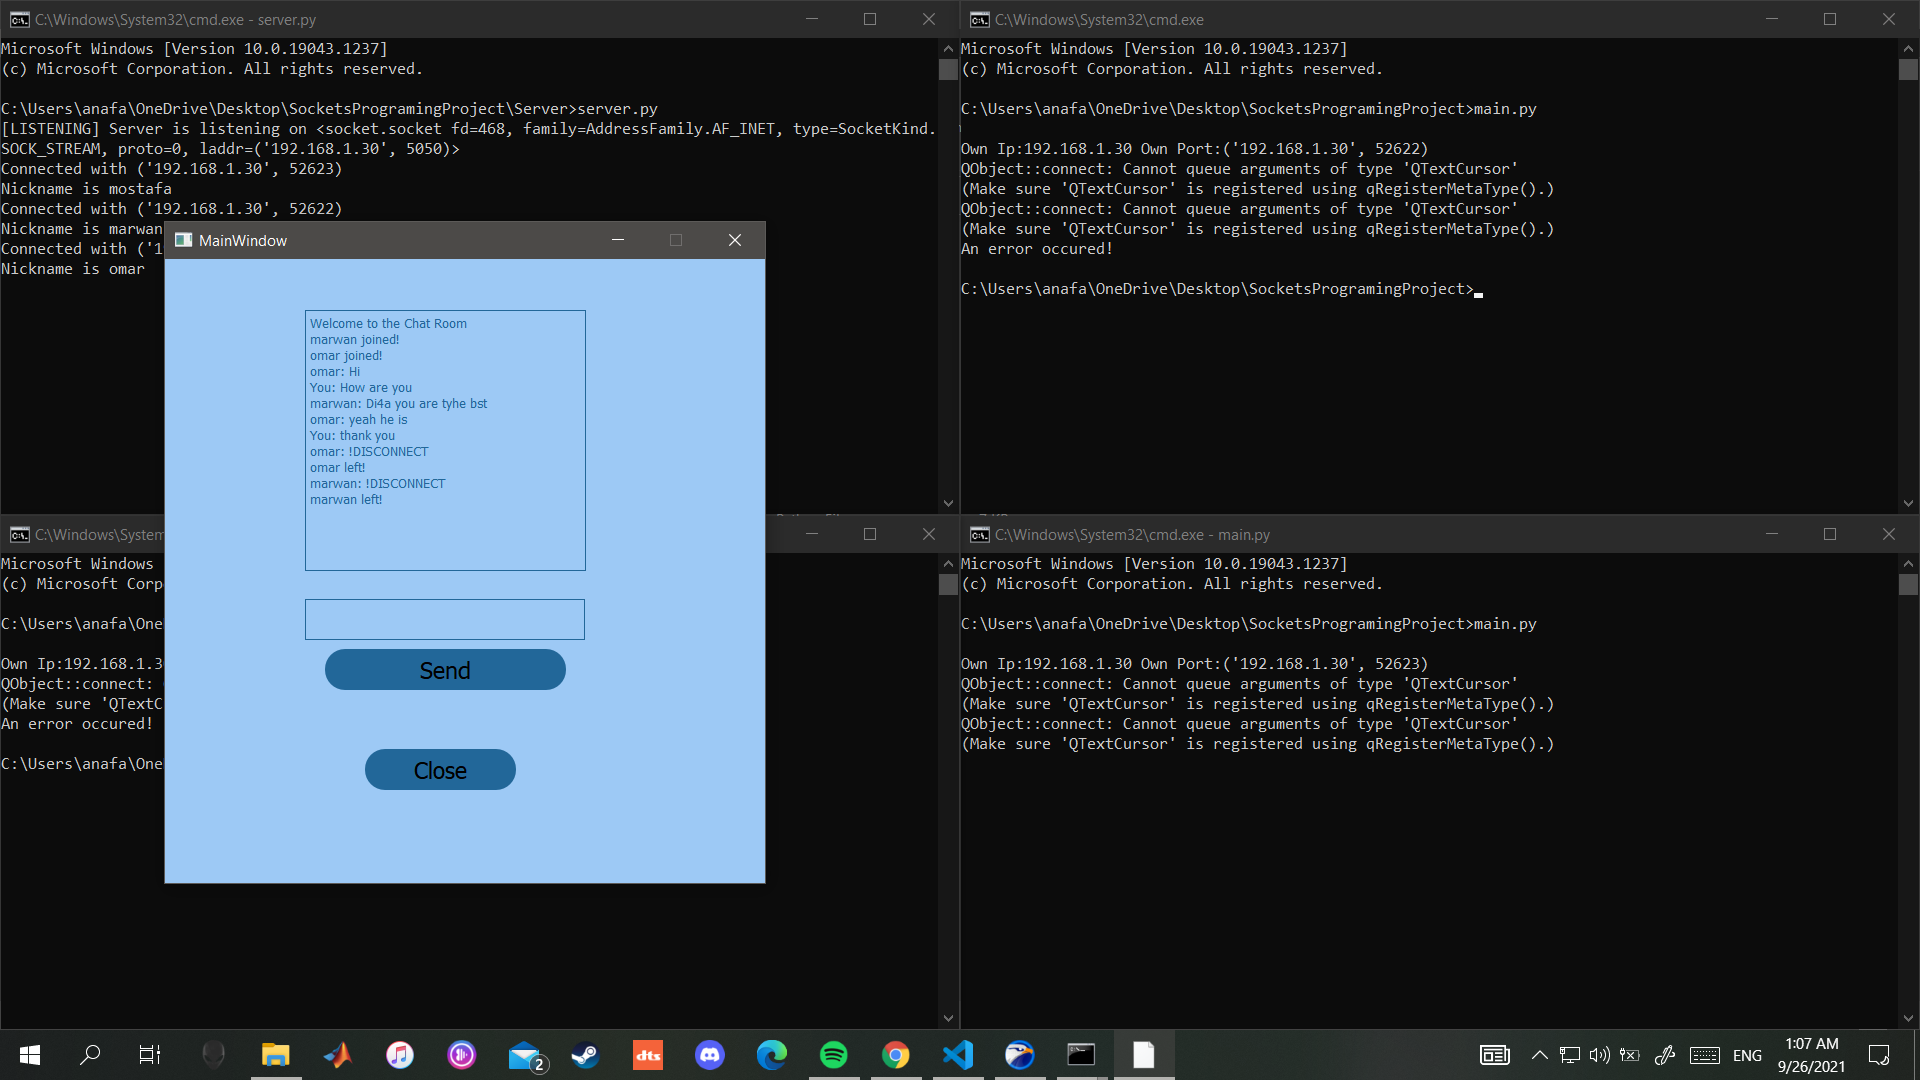 C:\Windows\System32\cmd.exe - server.py
Microsoft Windows [Version 10.0.19043.1237]
(c) Microsoft Corporation. All rights reserved.
C:\Users\anafa\OneDrive\Desktop\SocketsProgramingProject\Server>server.py
[LISTENING] Server is listening on <socket.socket fd=468, family=AddressFamily.AF_INET, type=SocketKind.
SOCK_STREAM, proto=0, laddr=('192.168.1.30', 5050)>
Connected with ('192.168.1.30', 52623)
Nickname is mostafa
Connected with ('192.168.1.30', 52622)
Nickname is marwan
Connected with ('1
Nickname is omar
C:\Windows\System32\cmd.exe
Microsoft Windows [Version 10.0.19043.1237]
(c) Microsoft Corporation. All rights reserved.
C:\Users\anafa\OneDrive\Desktop\SocketsProgramingProject>main.py
Own Ip:192.168.1.30 Own Port:('192.168.1.30', 52622)
QObject::connect: Cannot queue arguments of type 'QTextCursor'
(Make sure 'QTextCursor' is registered using qRegisterMetaType().)
QObject::connect: Cannot queue arguments of type 'QTextCursor'
(Make sure 'QTextCursor' is registered using qRegisterMetaType().)
An error occured!
C:\Users\anafa\OneDrive\Desktop\SocketsProgramingProject>
MainWindow
Welcome to the Chat Room
marwan joined!
omar joined!
omar: Hi
You: How are you
marwan: Di4a you are tyhe bst
omar: yeah he is
You: thank you
omar: !DISCONNECT
omar left!
marwan: !DISCONNECT
marwan left!
Send
Close
C:\Windows\System
Microsoft Windows
(c) Microsoft Corp
C:\Users\anafa\One
Own Ip:192.168.1.3
QObject::connect:
(Make sure 'QTextC
An error occured!
C:\Users\anafa\One
C:\Windows\System32\cmd.exe - main.py
Microsoft Windows [Version 10.0.19043.1237]
(c) Microsoft Corporation. All rights reserved.
C:\Users\anafa\OneDrive\Desktop\SocketsProgramingProject>main.py
Own Ip:192.168.1.30 Own Port:('192.168.1.30', 52623)
QObject::connect: Cannot queue arguments of type 'QTextCursor'
(Make sure 'QTextCursor' is registered using qRegisterMetaType().)
QObject::connect: Cannot queue arguments of type 'QTextCursor'
(Make sure 'QTextCursor' is registered using qRegisterMetaType().)
2
dts
ENG
1:07 AM
9/26/2021